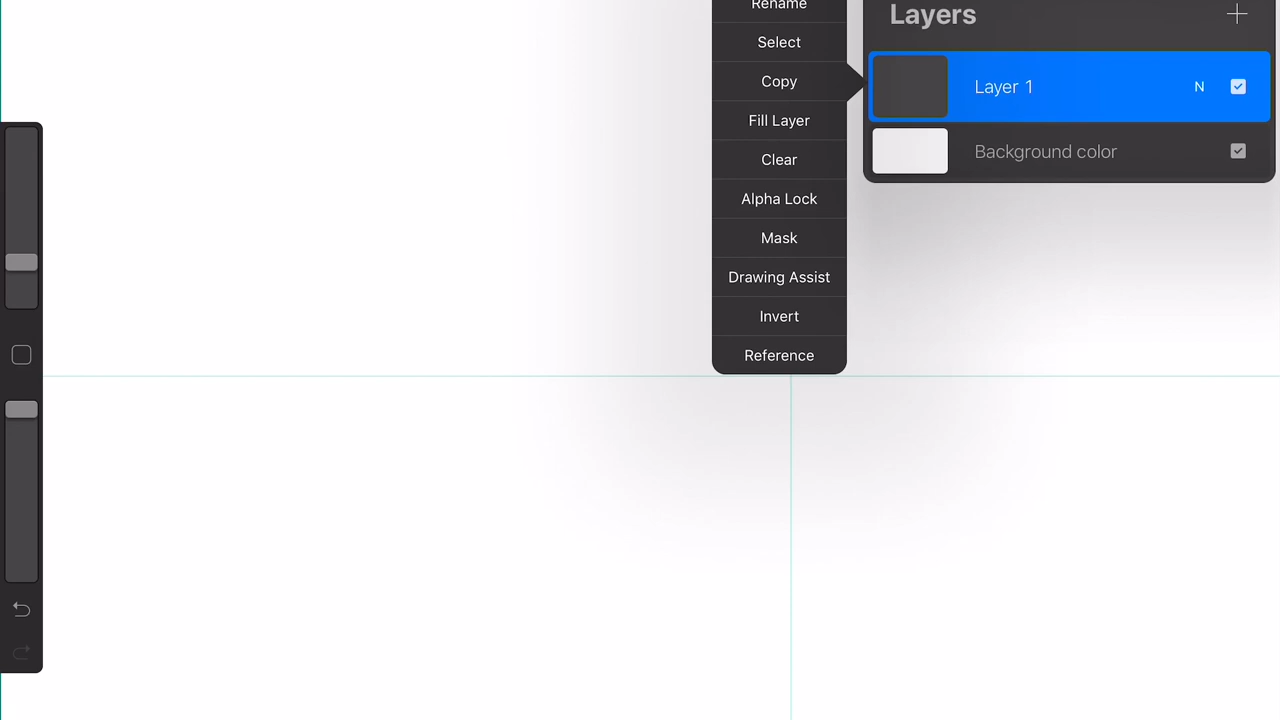 Rename
Select
Copy
Fill Layer
Clear
Alpha Lock
Mask
Drawing Assist
Invert
Reference
Layers
Layer 1 N
Background color